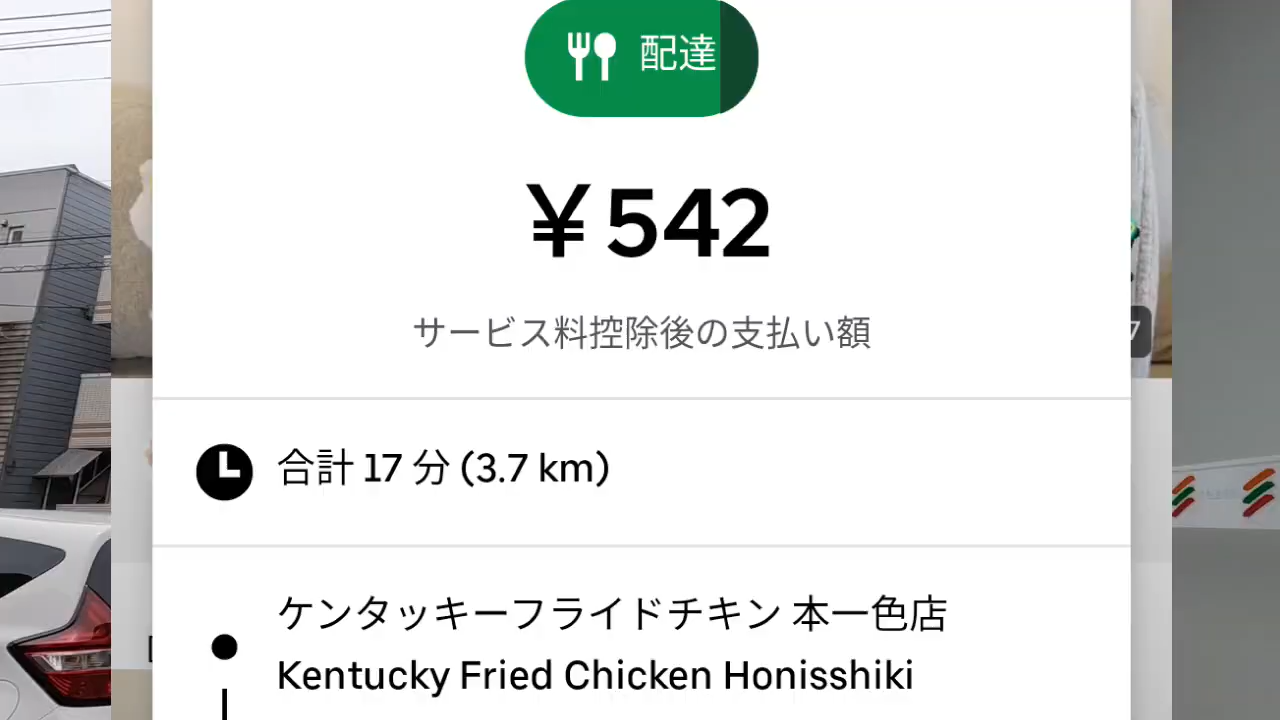 配達
¥542
サービス料控除後の支払い額
合計 17 分 (3.7 km)
ケンタッキーフライドチキン 本一色店
Kentucky Fried Chicken Honisshiki